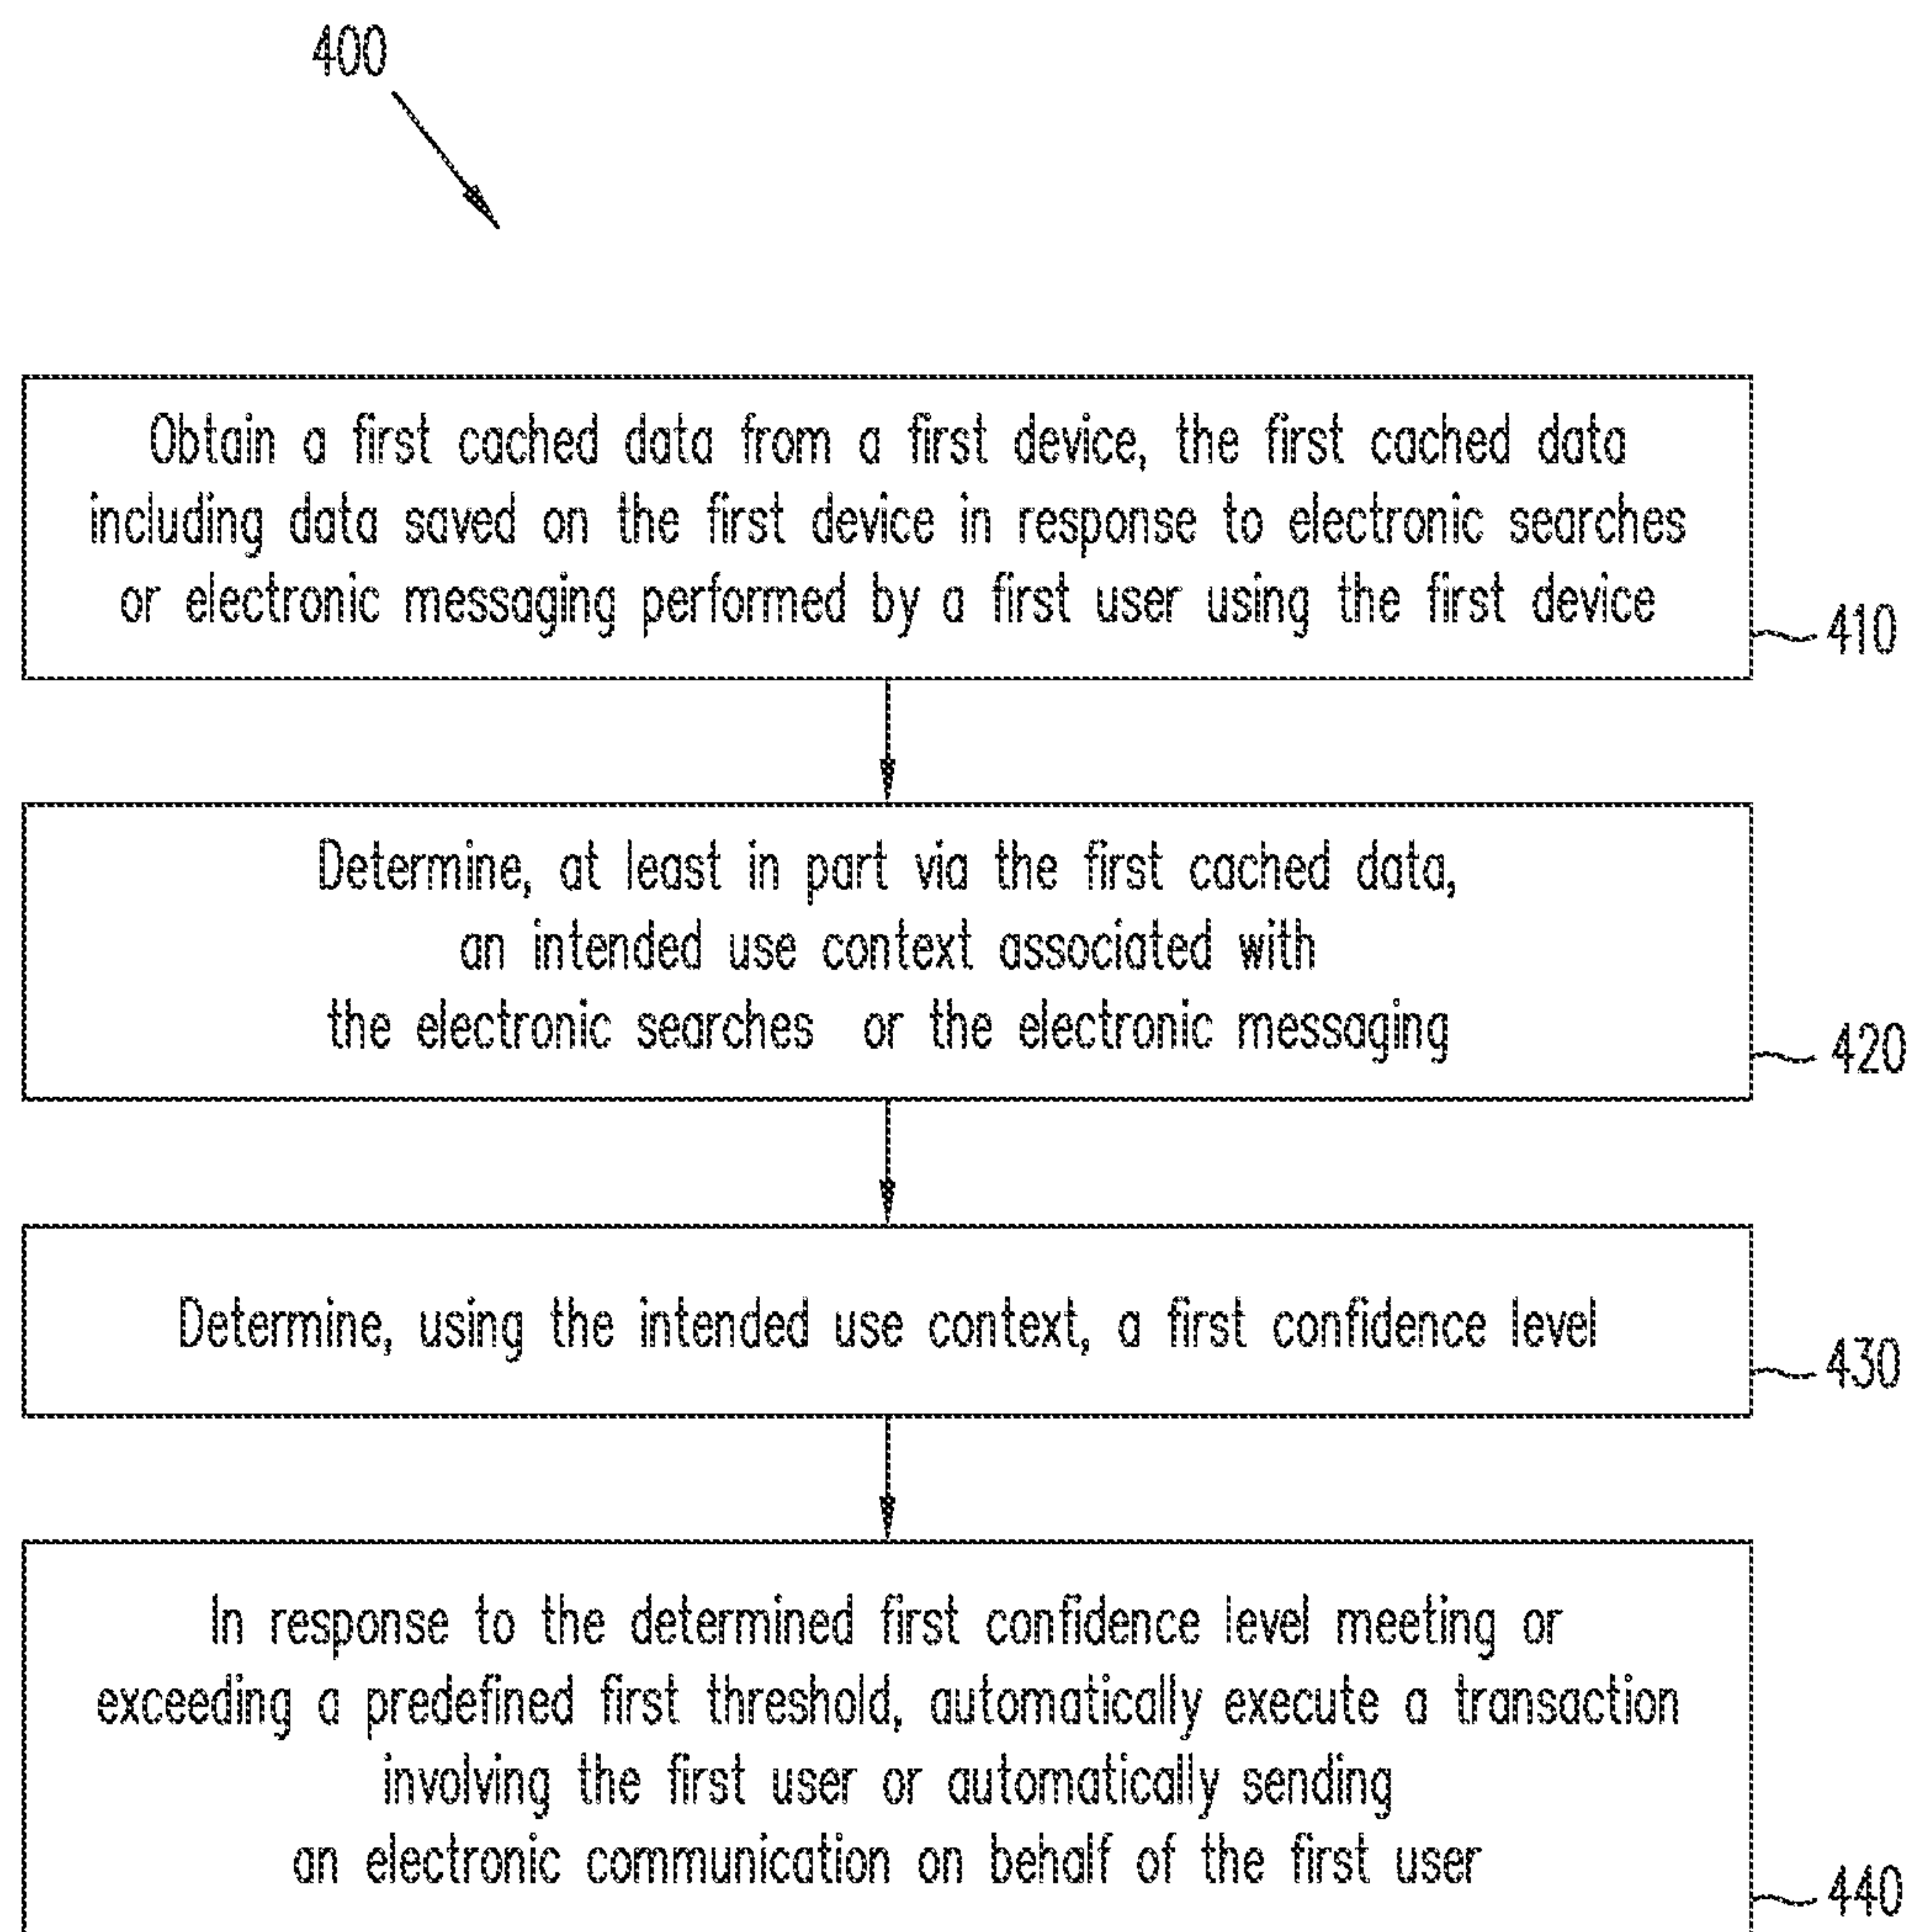 400
Obtain a first cached data from a first device, the first cached data
including data saved on the first device in response to electronic searches
or electronic messaging performed by a first user using the first device
410
Determine, at least in part via the first cached data,
an intended use context associated with
the electronic searches or the electronic messaging
420
Determine, using the intended use context, a first confidence level
430
In response to the determined first confidence level meeting or
exceeding a predefined first threshold, automatically execute a transaction
involving the first user or automatically sending
an electronic communication on behalf of the first user
440